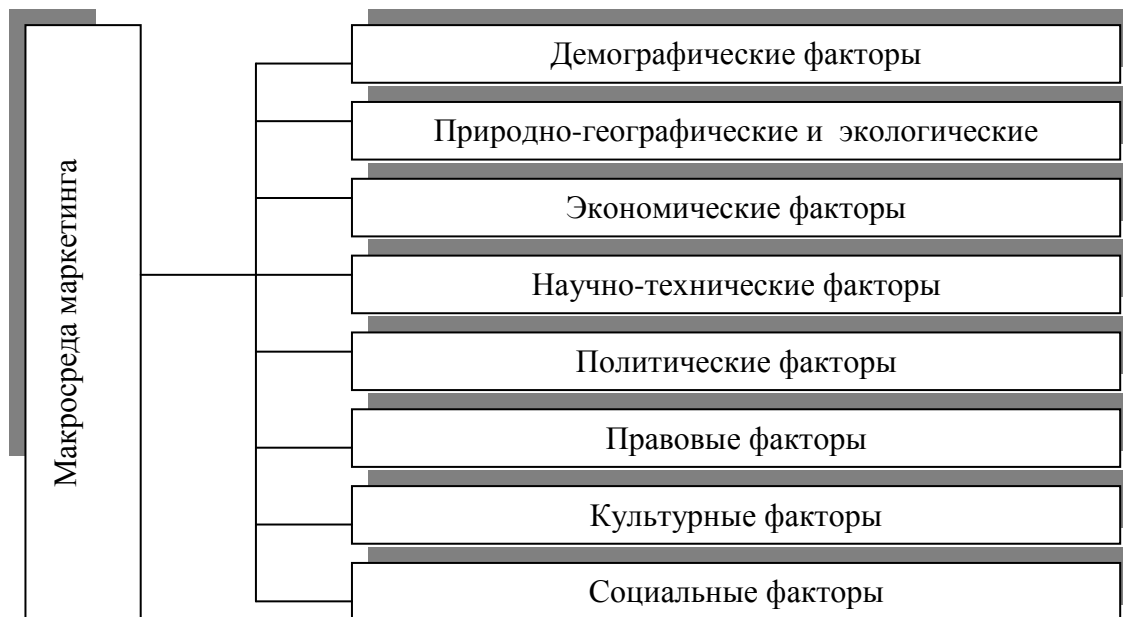 Макросреда маркетинга
Демографические факторы
Природно-географические и экологические
Экономические факторы
Научно-технические факторы
Политические факторы
Правовые факторы
Культурные факторы
Социальные факторы